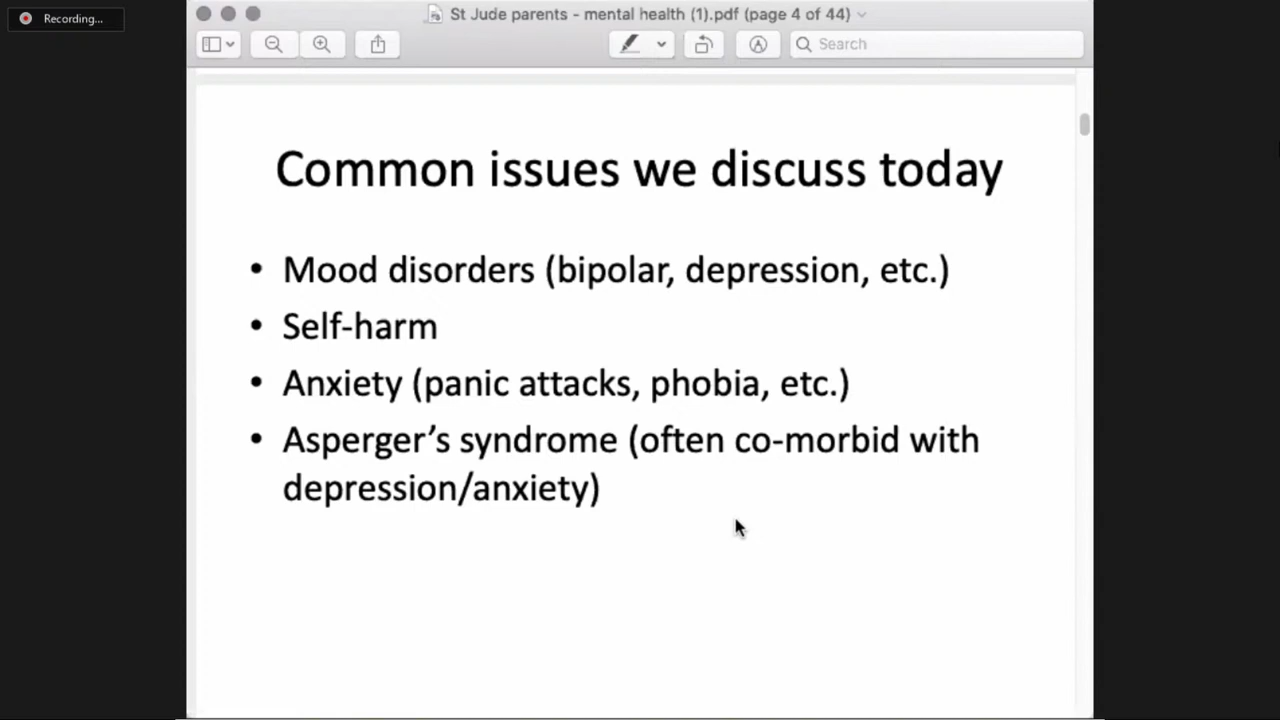 Recording...
St Jude parents - mental health (1).pdf (page 4 of 44)
Search
Common issues we discuss today
• Mood disorders (bipolar, depression, etc.)
• Self-harm
• Anxiety (panic attacks, phobia, etc.)
• Asperger’s syndrome (often co-morbid with
depression/anxiety)